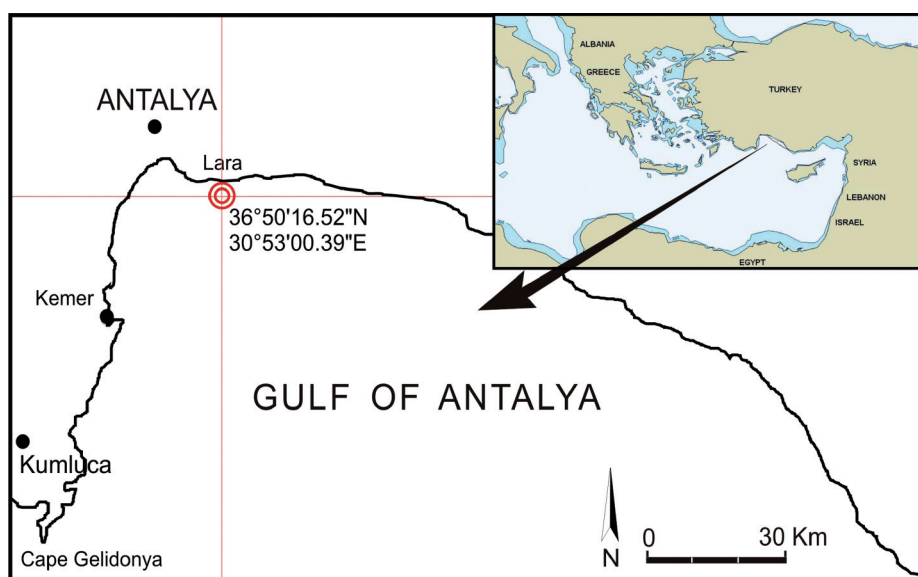 ALBANIA
GREECE
TURKEY
SYRIA
LEBANON
ISRAEL
EGYPT
ANTALYA
Lara
36°50'16.52"N
30°53'00.39"E
Kemer
GULF OF ANTALYA
Kumluca
Cape Gelidonya
N
0 30 Km